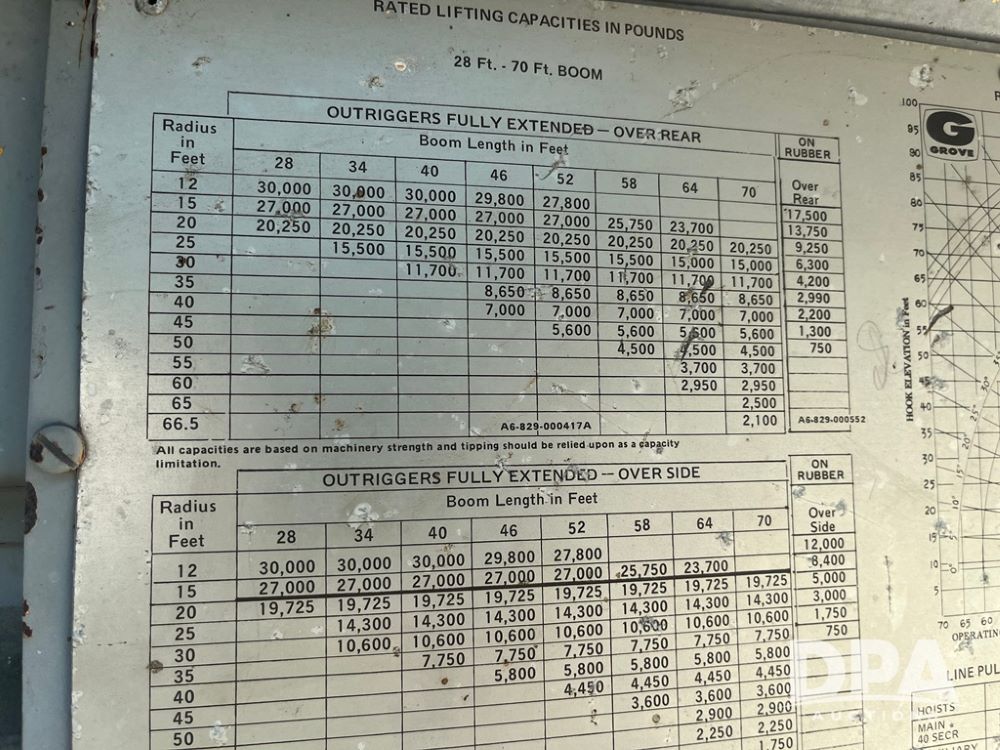 RATED LIFTING CAPACITIES IN POUNDS
28 Ft. - 70 Ft. BOOM
OUTRIGGERS FULLY EXTENDED — OVER REAR
Radius in Feet
Boom Length in Feet
ON RUBBER
28 34 40 46 52 58 64 70 Over Rear
12 30,000 30,000 30,000 29,800 27,800 17,500
15 27,000 27,000 27,000 27,000 27,000 25,750 23,700 13,750
20 20,250 20,250 20,250 20,250 20,250 20,250 20,250 20,250 9,250
25 15,500 15,500 15,500 15,500 15,500 15,000 15,000 6,300
30 11,700 11,700 11,700 11,700 11,700 11,700 4,200
35 8,650 8,650 8,650 8,650 8,650 2,990
40 7,000 7,000 7,000 7,000 7,000 2,200
45 5,600 5,600 5,600 5,600 1,300
50 4,500 4,500 4,500 750
55 3,700 3,700
60 2,950 2,950
65 2,500
66.5 A6-829-000417A 2,100 A6-829-000552
All capacities are based on machinery strength and tipping should be relied upon as a capacity
limitation.
OUTRIGGERS FULLY EXTENDED — OVER SIDE
Radius in Feet
Boom Length in Feet
ON RUBBER
28 34 40 46 52 58 64 70 Over Side
12 30,000 30,000 30,000 29,800 27,800 12,000
15 27,000 27,000 27,000 27,000 27,000 25,750 23,700 8,400
20 19,725 19,725 19,725 19,725 19,725 19,725 19,725 19,725 5,000
25 14,300 14,300 14,300 14,300 14,300 14,300 14,300 3,000
30 10,600 10,600 10,600 10,600 10,600 10,600 10,600 1,750
35 7,750 7,750 7,750 7,750 7,750 7,750 750
40 5,800 5,800 5,800 5,800 5,800
45 4,450 4,450 4,450 4,450
50 3,600 3,600 3,600
2,900 2,900
2,250 2,250
1,750
G
GROVE
HOOK ELEVATION in Feet
100
95
90
85
80
75
70
65
60
55
50
45
40
35
30
25
20
15
10
5
70 65 60
OPERATIN
LINE PUL
HOISTS
MAIN
40 SECR
DPA
AUCTIO